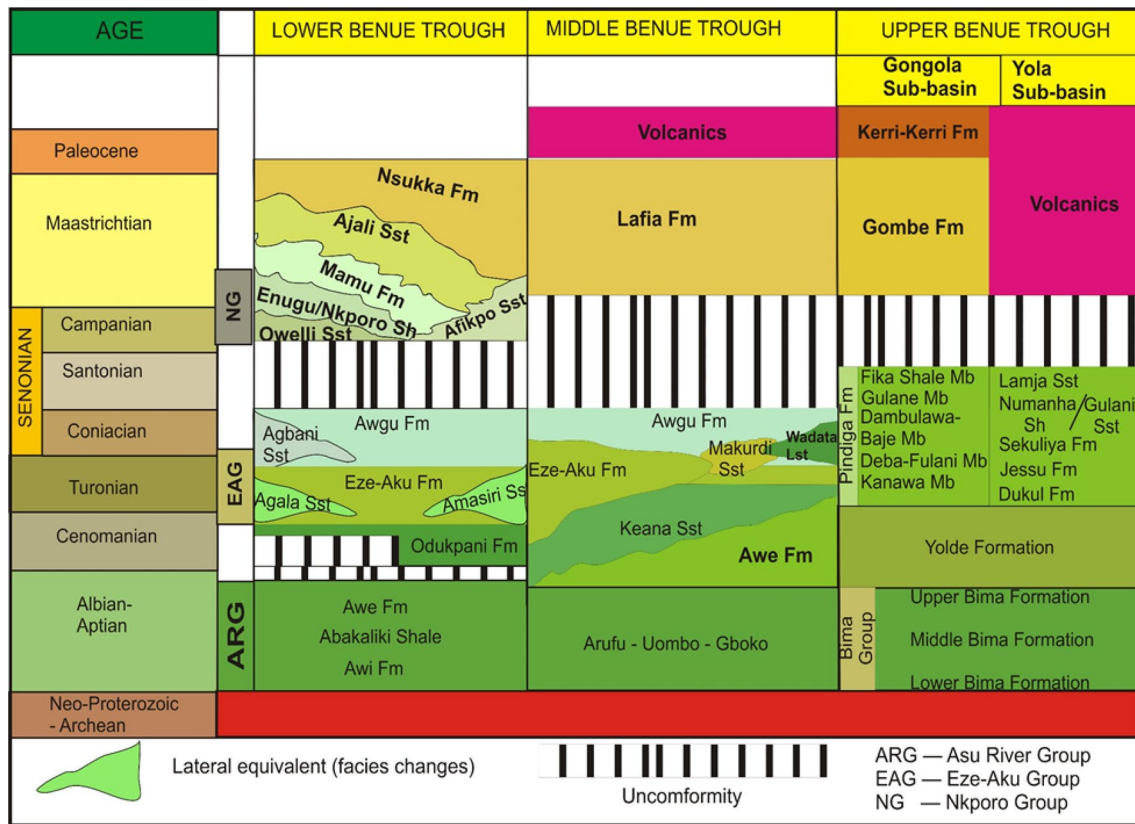 AGE
LOWER BENUE TROUGH
MIDDLE BENUE TROUGH
UPPER BENUE TROUGH
Gongola
Sub-basin
Yola
Sub-basin
Volcanics
Kerri-Kerri Fm
Paleocene
Maastrichtian
Nsukka Fm
Ajali Sst
Mamu Fm
Enugu/Nkporo Sh
Afikpo Sst
Owelli Sst
Lafia Fm
Gombe Fm
Volcanics
NG
SENONIAN
Campanian
Santonian
Coniacian
Awgu Fm
Agbani
Sst
Awgu Fm
Makurdi
Sst
Wadata
Lst
Eze-Aku Fm
Pindiga Fm
Fika Shale Mb
Gulane Mb
Dambulawa-
Baje Mb
Deba-Fulani Mb
Kanawa Mb
Lamja Sst
Numanha
Sh
/Gulani
Sst
Sekuliya Fm
Jessu Fm
Dukul Fm
EAG
Turonian
Eze-Aku Fm
Agala Sst
Amasiri Ss
Keana Sst
Cenomanian
Odukpani Fm
Awe Fm
Yolde Formation
Albian-
Aptian
ARG
Awe Fm
Abakaliki Shale
Awi Fm
Arufu - Uombo - Gboko
Bima
Group
Upper Bima Formation
Middle Bima Formation
Lower Bima Formation
Neo-Proterozoic
- Archean
Lateral equivalent (facies changes)
Uncomformity
ARG — Asu River Group
EAG — Eze-Aku Group
NG — Nkporo Group